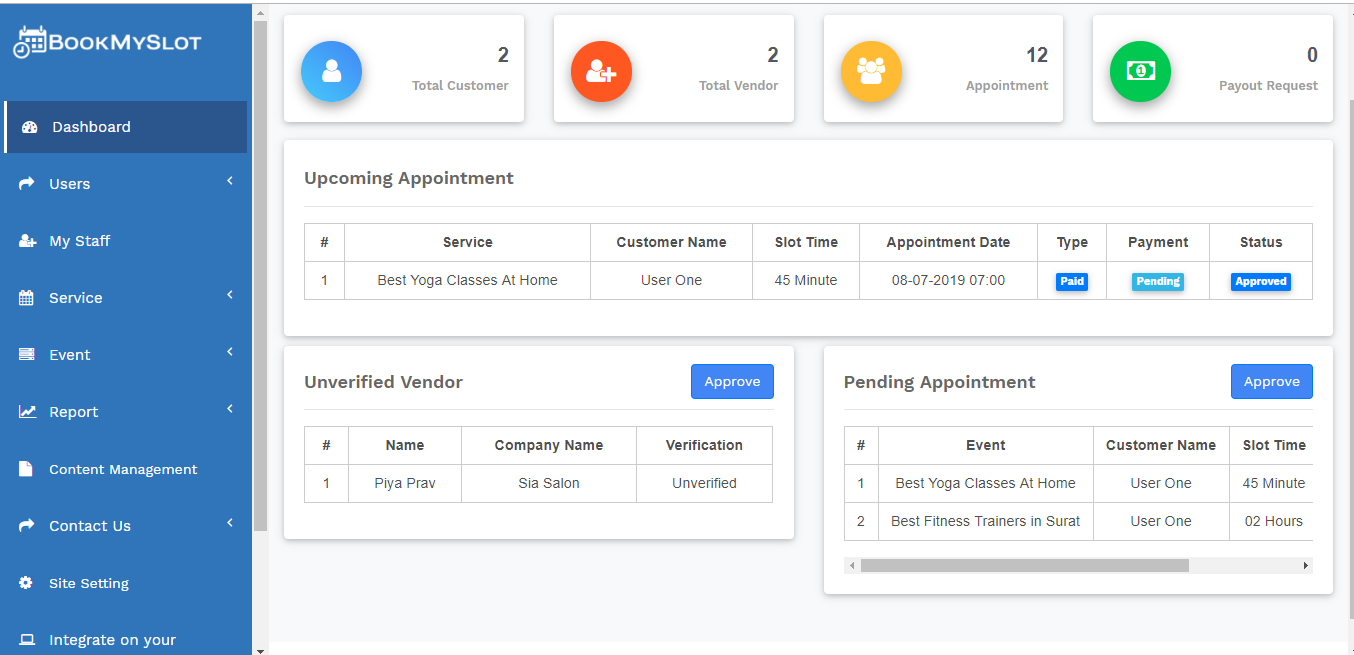 BOOKMYSLOT
Dashboard
Users
My Staff
Service
Event
Report
Content Management
Contact Us
Site Setting
Integrate on your
2
Total Customer
2
Total Vendor
12
Appointment
0
Payout Request
Upcoming Appointment
# Service Customer Name Slot Time Appointment Date Type Payment Status
1 Best Yoga Classes At Home User One 45 Minute 08-07-2019 07:00 Paid Pending Approved
Unverified Vendor Approve
# Name Company Name Verification
1 Piya Prav Sia Salon Unverified
Pending Appointment Approve
# Event Customer Name Slot Time
1 Best Yoga Classes At Home User One 45 Minute
2 Best Fitness Trainers in Surat User One 02 Hours